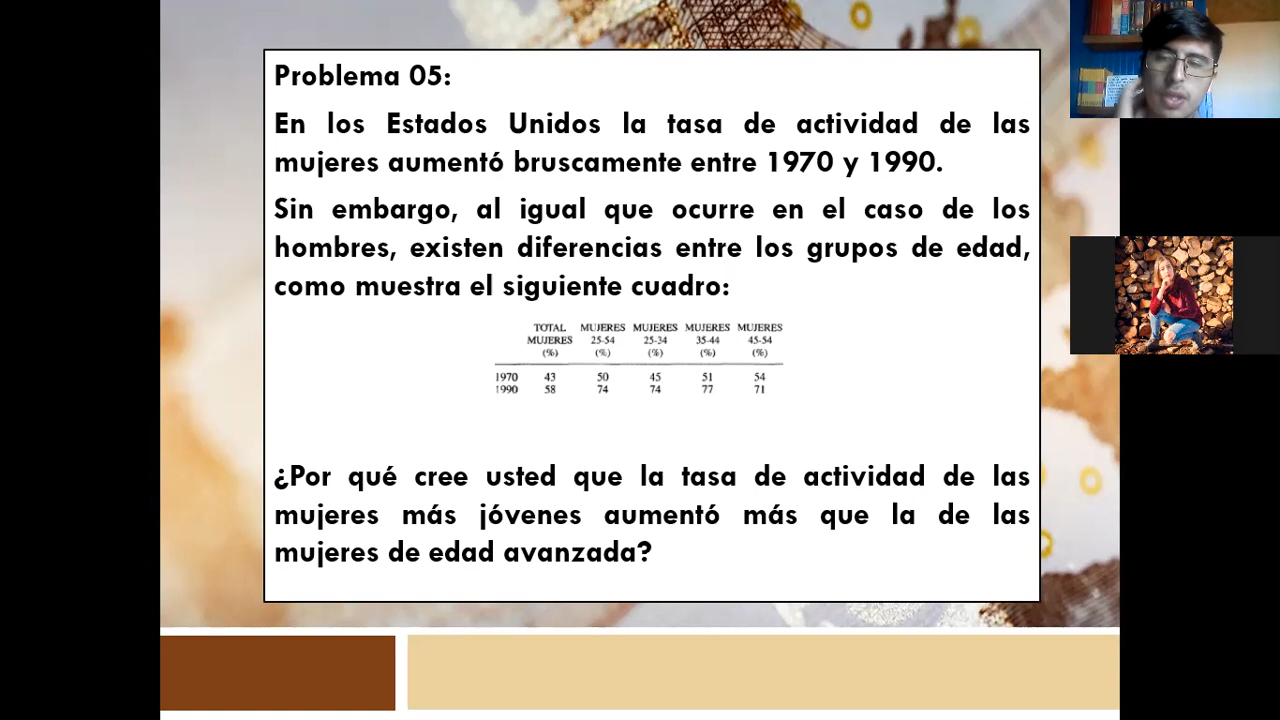 Problema 05:
En los Estados Unidos la tasa de actividad de las
mujeres aumentó bruscamente entre 1970 y 1990.
Sin embargo, al igual que ocurre en el caso de los
hombres, existen diferencias entre los grupos de edad,
como muestra el siguiente cuadro:
TOTAL MUJERES MUJERES MUJERES MUJERES
MUJERES 25-54 25-34 35-44 45-54
(%) (%) (%) (%) (%)
1970 43 50 45 51 54
1990 58 74 74 77 71
¿Por qué cree usted que la tasa de actividad de las
mujeres más jóvenes aumentó más que la de las
mujeres de edad avanzada?